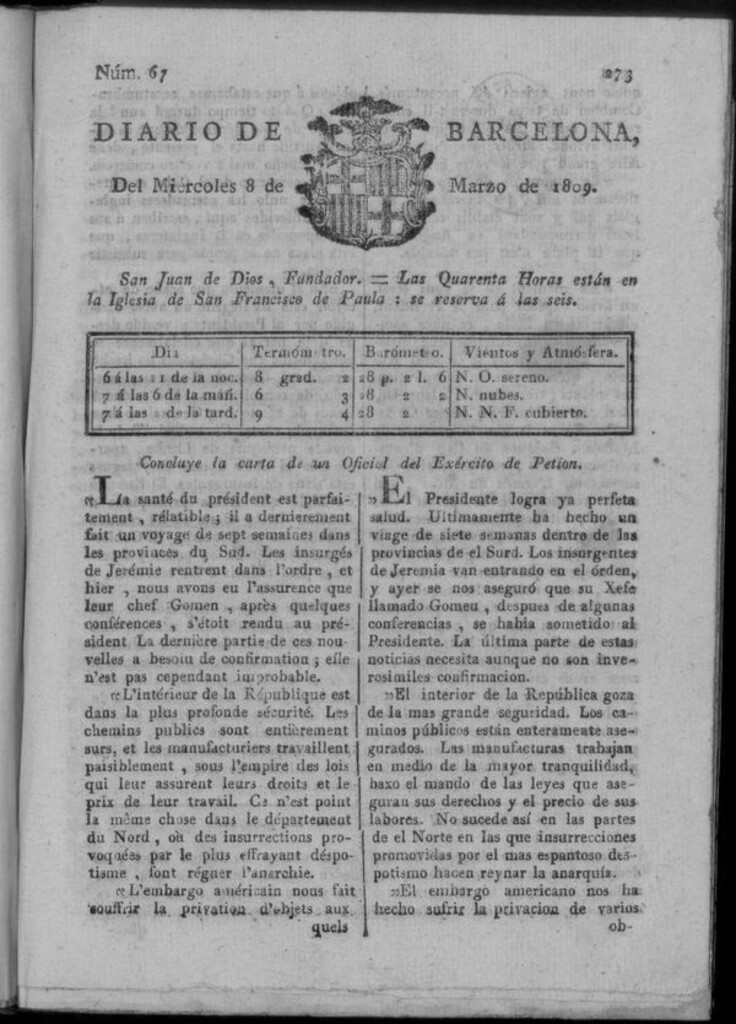 Núm. 67
273
DIARIO DE BARCELONA,
Del Miércoles 8 de Marzo de 1809.
San Juan de Dios, Fundador. = Las Quarenta Horas están en
la Iglesia de San Francisco de Paula : se reserva á las seis.
Dia Termómetro. Barómetro. Vientos y Atmósfera.
6 á las 11 de la noc. 8 grad. 2 28 p. 2 l. 6 N. O. sereno.
7 á las 6 de la mañ. 6 3 28 2 2 N. nubes.
7 á las de la tard. 9 4 28 2 N. N. E. cubierto.
Concluye la carta de un Oficial del Exército de Petion.
«La santé du président est parfai-
tement , rélatible ; il a dernierement
fait un voyage de sept semaines dans
les provinces du Sud. Les insurgés
de Jerémie rentrent dans l'ordre , et
hier , nous avons eu l'assurence que
leur chef Gomen , après quelques
conférences , s'étoit rendu au pré-
sident La dernière partie de ces nou-
velles a besoin de confirmation ; elle
n'est pas cependant improbable.
«L'intérieur de la République est
dans la plus profonde sécurité. Les
chemins publics sont entièrement
surs, et les manufacturiers travaillent
paisiblement , sous l'empire des lois
qui leur assurent leurs droits et le
prix de leur travail. Ce n'est point
la même chose dans le département
du Nord , où des insurrections pro-
voquées par le plus effrayant déspo-
tisme , font régner l'anarchie.
«L'embargo américain nous fait
souffrir la privation d'objets aux
quels
»El Presidente logra ya perfeta
salud. Ultimamente ha hecho un
viage de siete semanas dentro de las
provincias de el Surd. Los insurgentes
de Jeremia van entrando en el órden,
y ayer se nos aseguró que su Xefe
llamado Gomeu , despues de algunas
conferencias , se habia sometido al
Presidente. La última parte de estas
noticias necesita aunque no son inve-
rosimiles confirmacion.
»El interior de la República goza
de la mas grande seguridad. Los ca-
minos públicos están enteramente ase-
gurados. Las manufacturas trabajan
en medio de la mayor tranquilidad,
baxo el mando de las leyes que ase-
guran sus derechos y el precio de sus
labores. No sucede así en las partes
de el Norte en las que insurrecciones
promovidas por el mas espantoso des-
potismo hacen reynar la anarquía.
»El embargo americano nos ha
hecho sufrir la privacion de varios
ob-